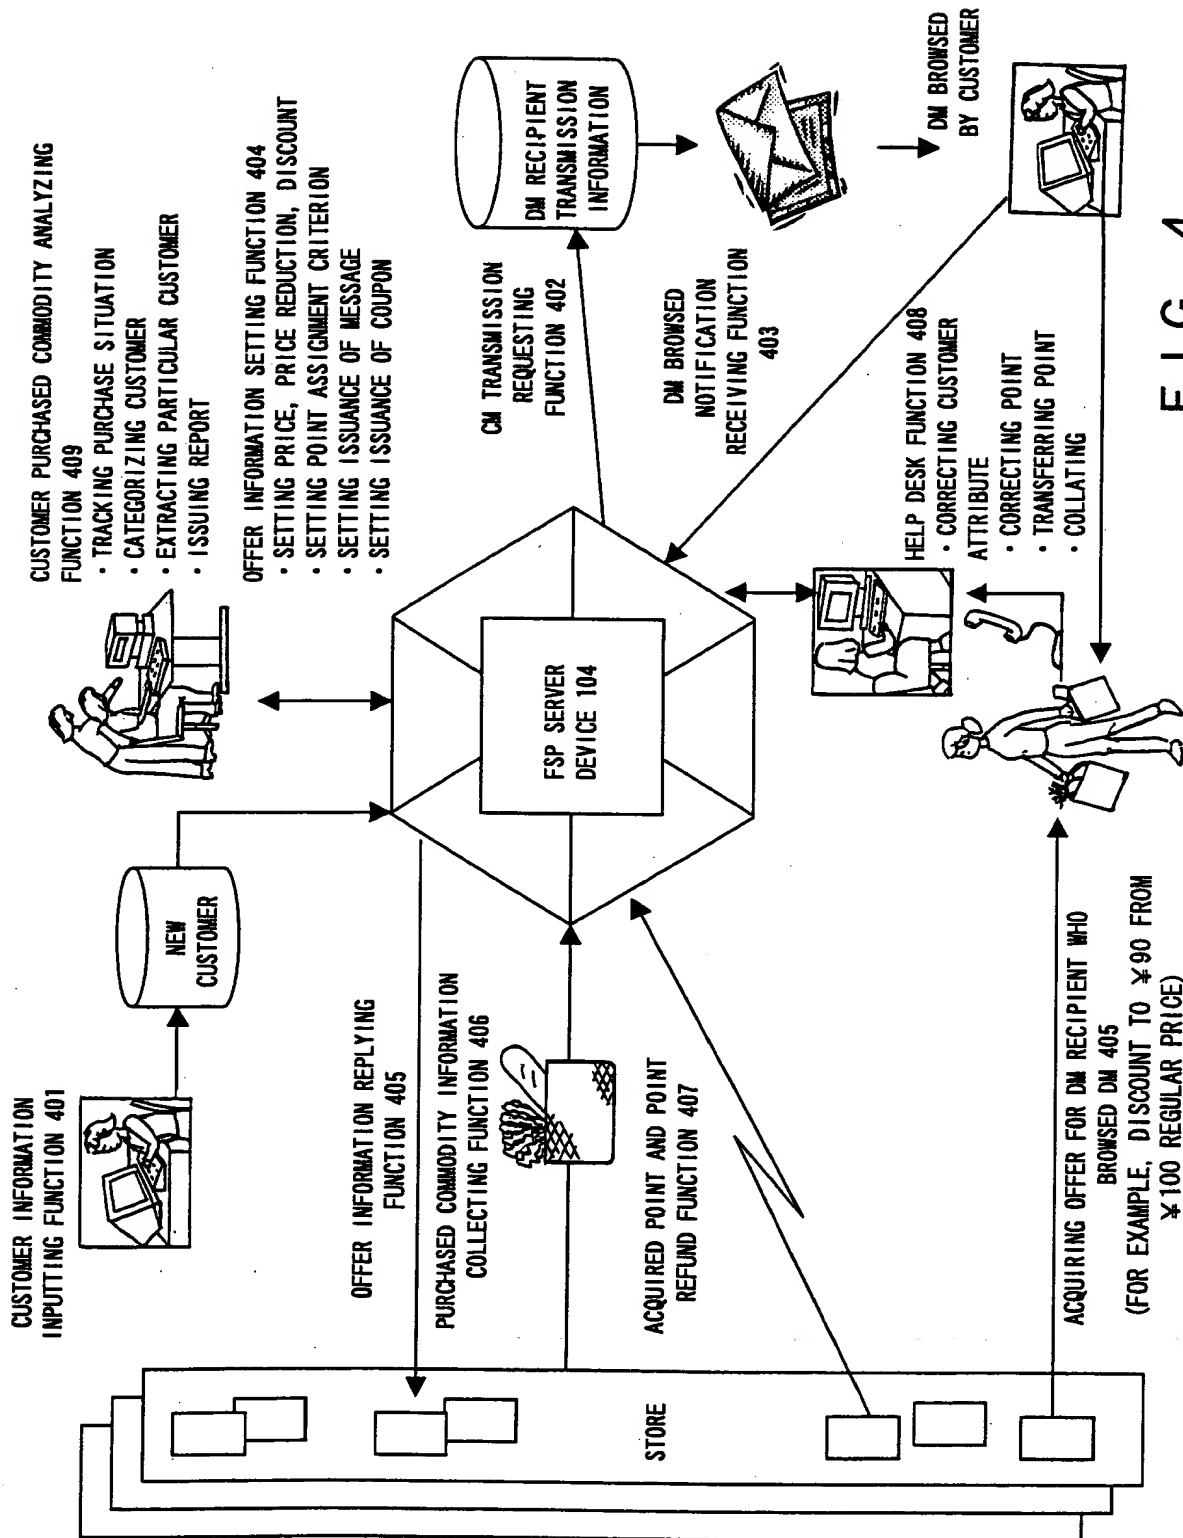 CUSTOMER INFORMATION
INPUTTING FUNCTION 401
NEW
CUSTOMER
CUSTOMER PURCHASED COMMODITY ANALYZING
FUNCTION 409
• TRACKING PURCHASE SITUATION
• CATEGORIZING CUSTOMER
• EXTRACTING PARTICULAR CUSTOMER
• ISSUING REPORT
OFFER INFORMATION SETTING FUNCTION 404
• SETTING PRICE, PRICE REDUCTION, DISCOUNT
• SETTING POINT ASSIGNMENT CRITERION
• SETTING ISSUANCE OF MESSAGE
• SETTING ISSUANCE OF COUPON
OFFER INFORMATION REPLYING
FUNCTION 405
PURCHASED COMMODITY INFORMATION
COLLECTING FUNCTION 406
STORE
FSP SERVER
DEVICE 104
CM TRANSMISSION
REQUESTING
FUNCTION 402
DM RECIPIENT
TRANSMISSION
INFORMATION
DM BROWSED
NOTIFICATION
RECEIVING FUNCTION
403
DM BROWSED
BY CUSTOMER
ACQUIRED POINT AND POINT
REFUND FUNCTION 407
HELP DESK FUNCTION 408
• CORRECTING CUSTOMER
ATTRIBUTE
• CORRECTING POINT
• TRANSFERRING POINT
• COLLATING
ACQUIRING OFFER FOR DM RECIPIENT WHO
BROWSED DM 405
(FOR EXAMPLE, DISCOUNT TO ¥90 FROM
¥100 REGULAR PRICE)
FIG. 4